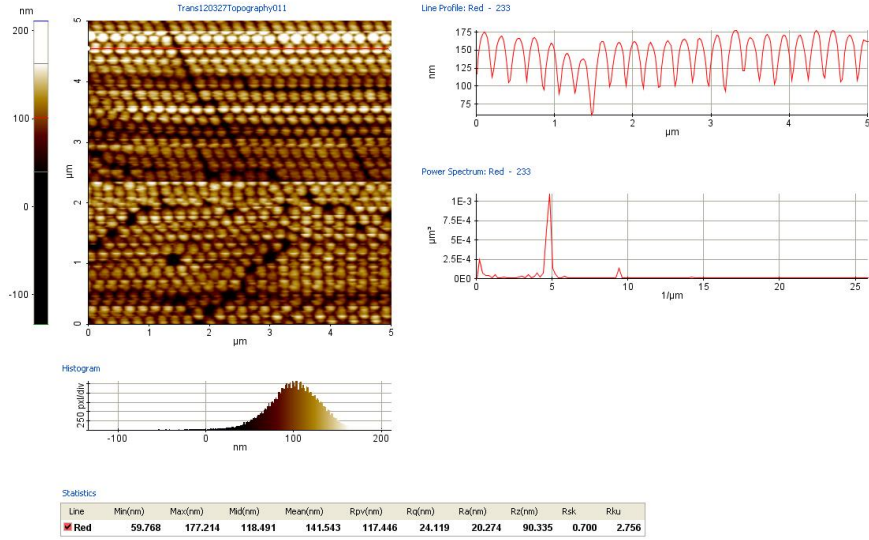 Trans120327Topography011
nm
200
100
0
-100
5
4
3
2
1
0
μm
0 1 2 3 4 5
μm
Line Profile: Red - 233
175
150
125
100
75
nm
0 1 2 3 4 5
μm
Power Spectrum: Red - 233
1E-3
7.5E-4
5E-4
2.5E-4
0E0
μm³
0 5 10 15 20 25
1/μm
Histogram
250 pxl/div
-100 0 100 200
nm
Statistics
Line Min(nm) Max(nm) Mid(nm) Mean(nm) Rpv(nm) Rq(nm) Ra(nm) Rz(nm) Rsk Rku
Red 59.768 177.214 118.491 141.543 117.446 24.119 20.274 90.335 0.700 2.756